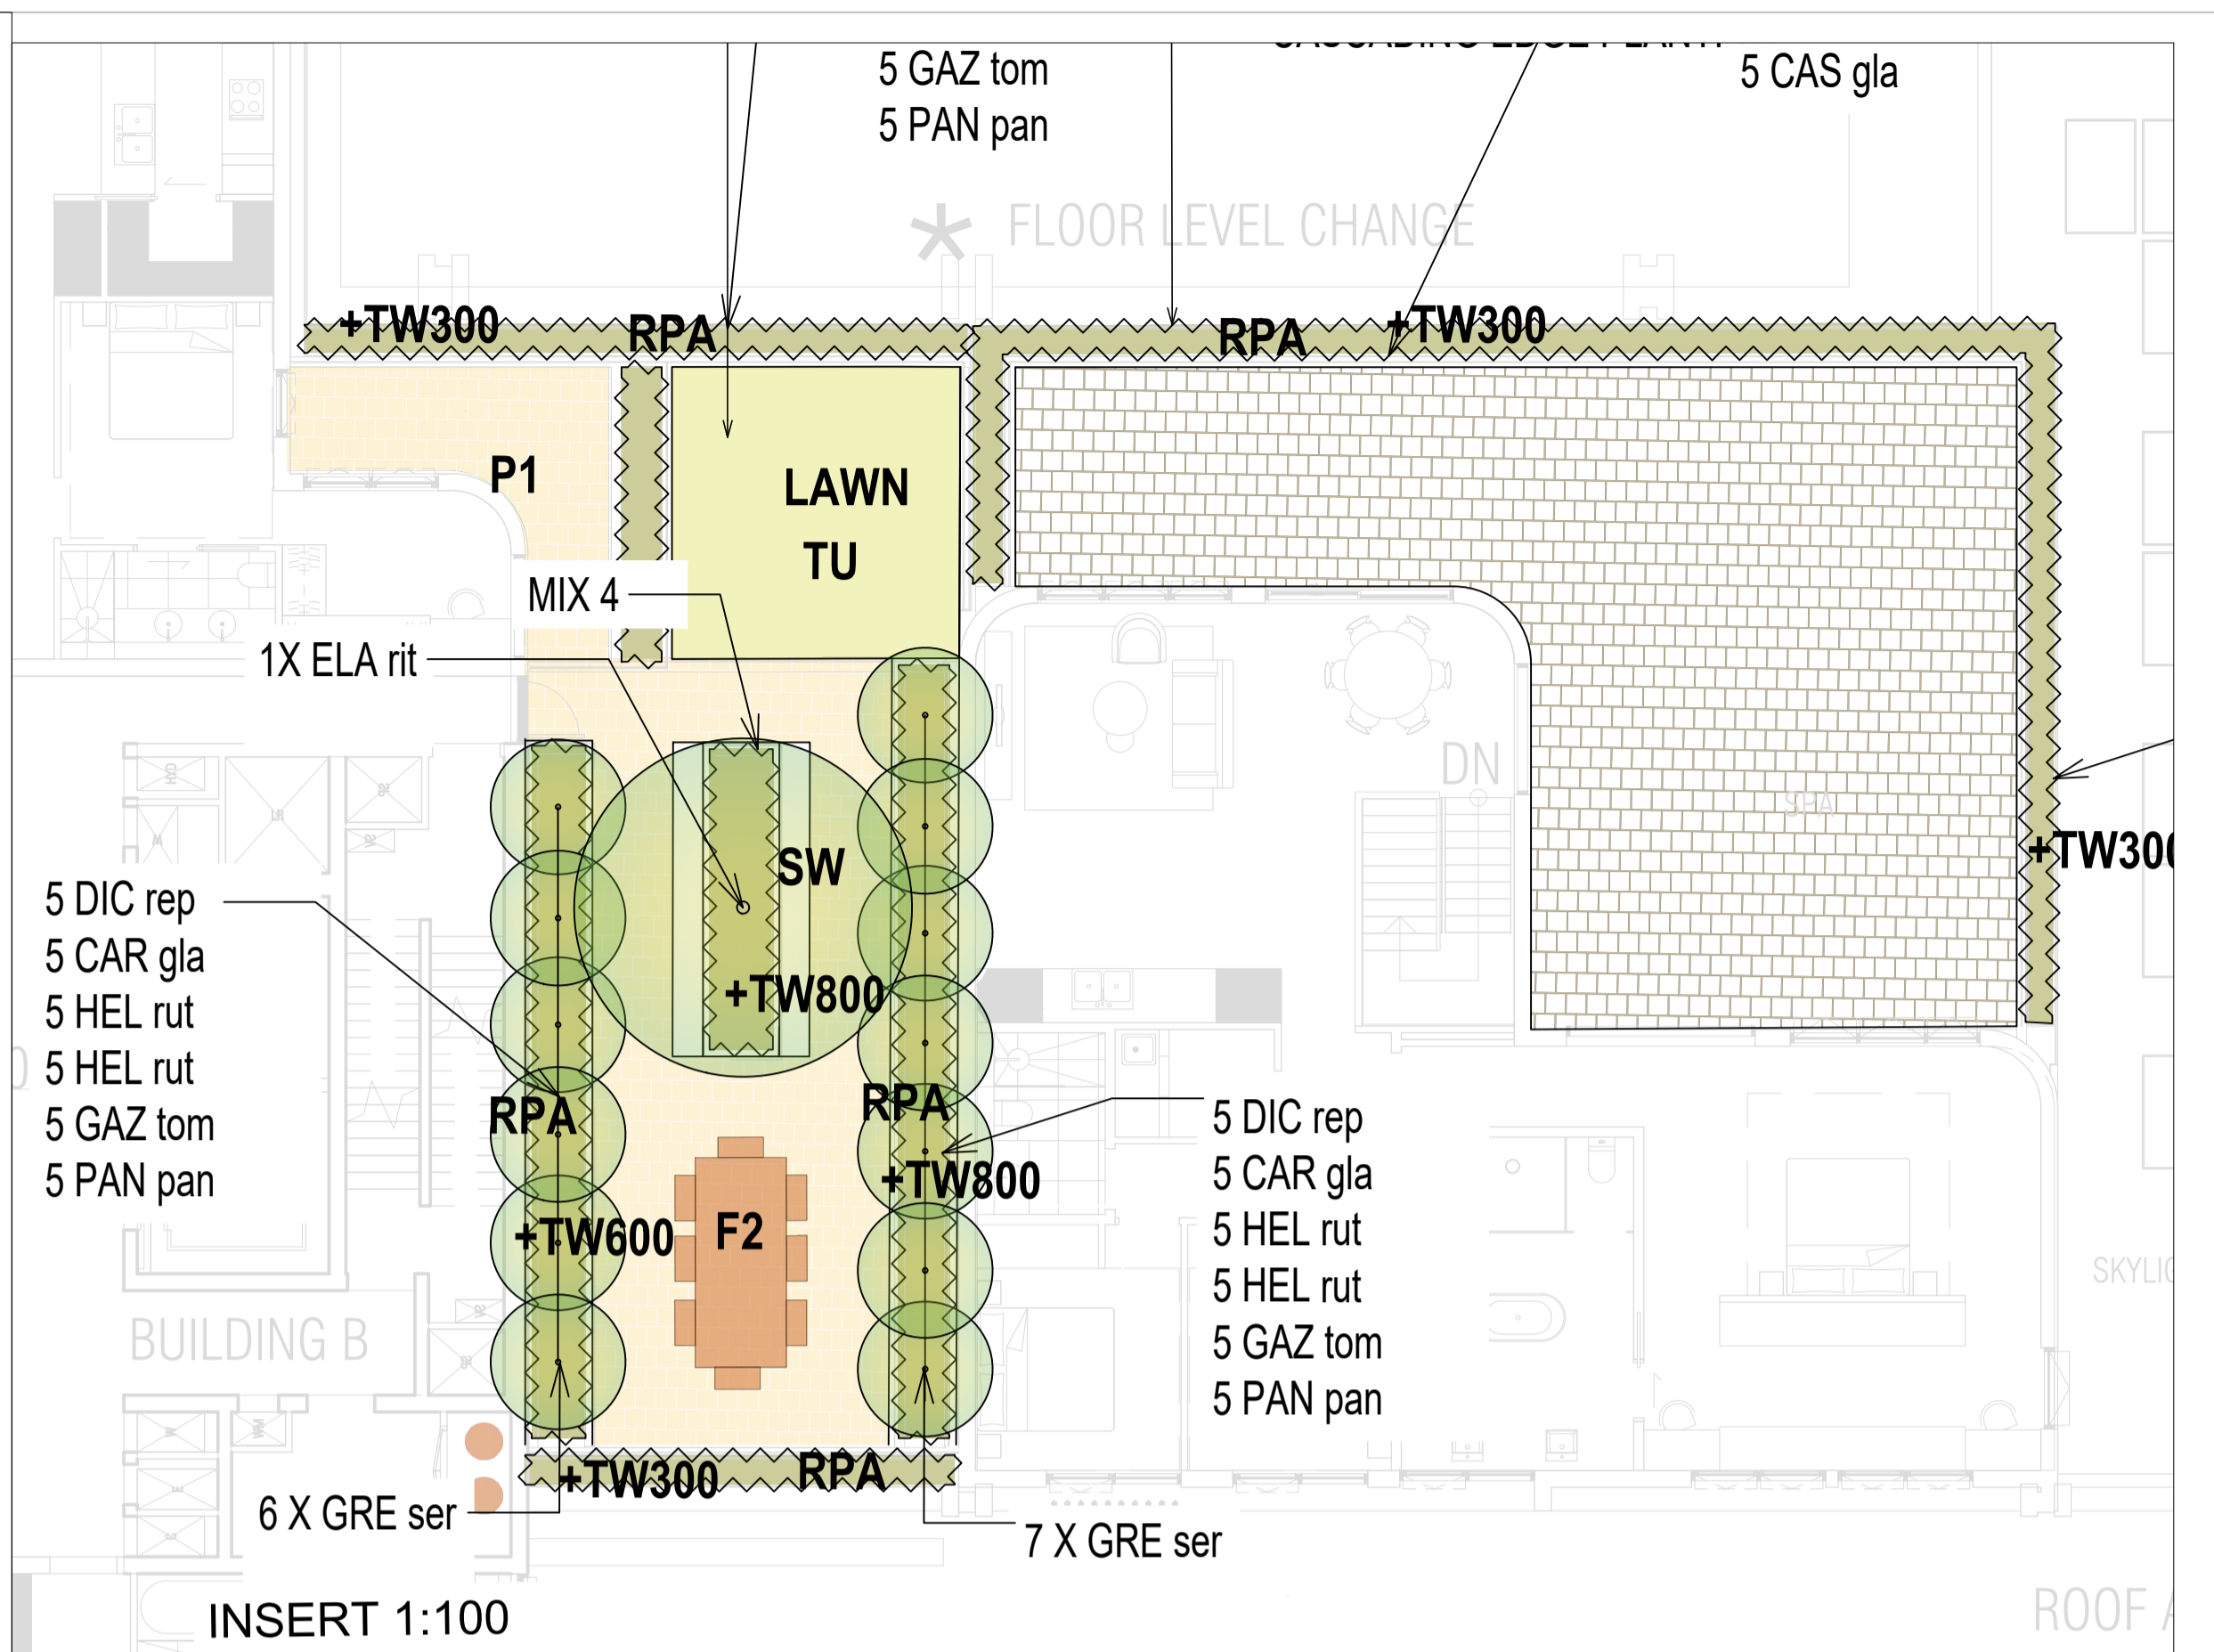 5 GAZ tom
5 PAN pan
5 CAS gla
FLOOR LEVEL CHANGE
+TW300
RPA
RPA
+TW300
P1
LAWN
TU
MIX 4
1X ELA rit
DN
SPA
SW
+TW300
5 DIC rep
5 CAR gla
5 HEL rut
5 HEL rut
5 GAZ tom
5 PAN pan
+TW800
RPA
RPA
5 DIC rep
5 CAR gla
5 HEL rut
5 HEL rut
5 GAZ tom
5 PAN pan
+TW800
+TW600
F2
BUILDING B
+TW300
RPA
6 X GRE ser
7 X GRE ser
INSERT 1:100
ROOF